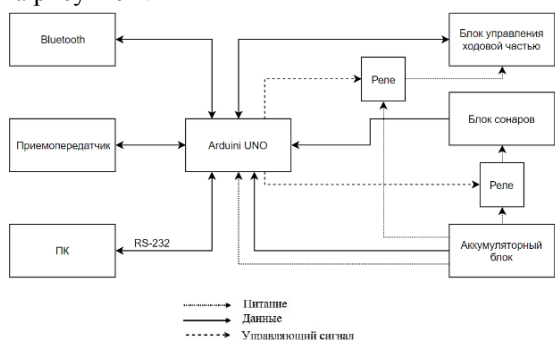 Bluetooth
Блок управления
ходовой частью
Реле
Приемопередатчик
Arduini UNO
Блок сонаров
Реле
ПК
RS-232
Аккумуляторный
блок
Питание
Данные
Управляющий сигнал